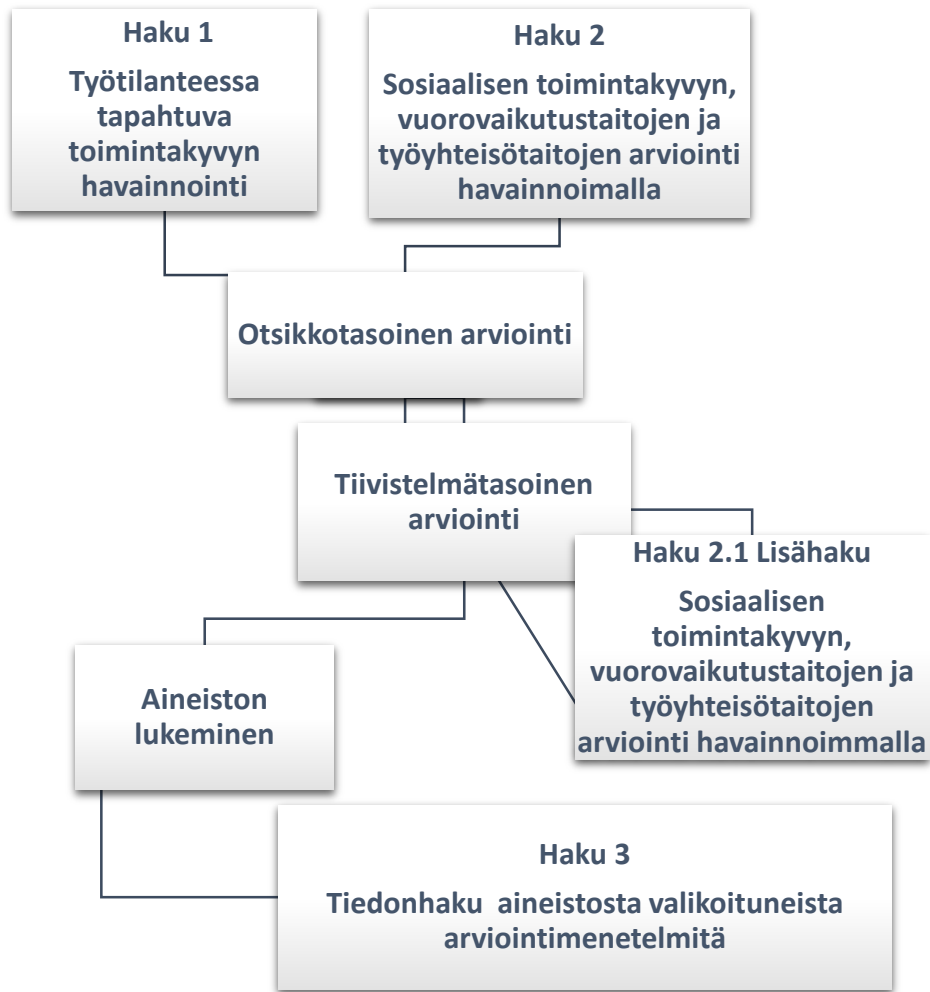 Haku 1
Työtilanteessa
tapahtuva
toimintakyvyn
havainnointi
Haku 2
Sosiaalisen toimintakyvyn,
vuorovaikutustaitojen ja
työyhteisötaitojen arviointi
havainnoimalla
Otsikkotasoinen arviointi
Tiivistelmätasoinen
arviointi
Haku 2.1 Lisähaku
Sosiaalisen
toimintakyvyn,
vuorovaikutustaitojen ja
työyhteisötaitojen
arviointi havainnoimmalla
Aineiston
lukeminen
Haku 3
Tiedonhaku aineistosta valikoituneista
arviointimenetelmitä